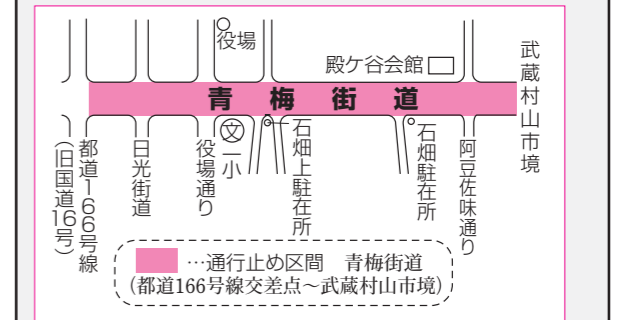 役場
殿ケ谷会館
武蔵村山市境
青梅街道
都道166号線
(旧国道16号)
日光街道
役場通り
文
一小
石畑上駐在所
石畑駐在所
阿豆佐味通り
…通行止め区間　青梅街道
(都道166号線交差点～武蔵村山市境)